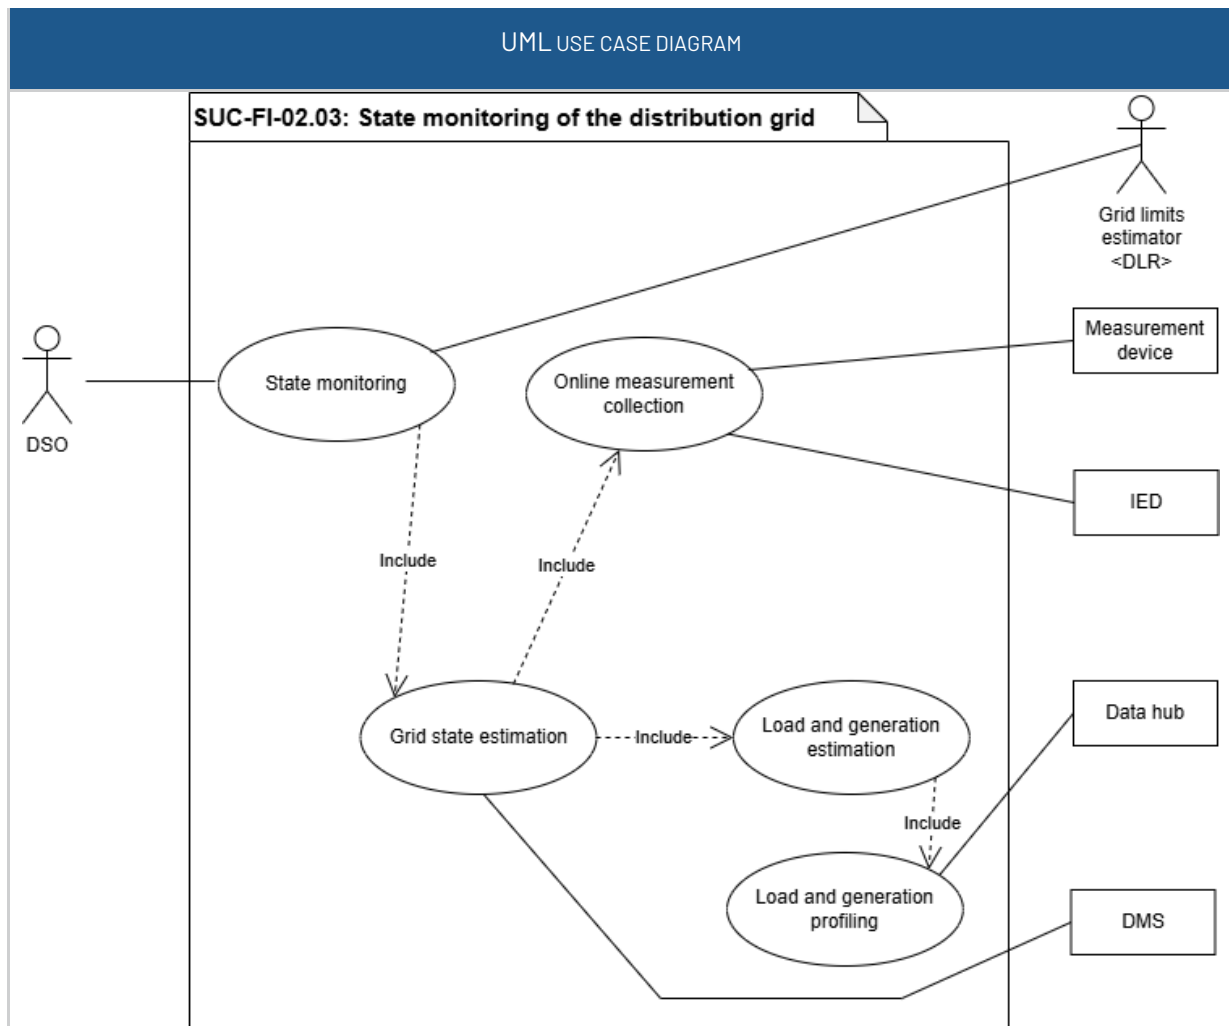 UML USE CASE DIAGRAM
SUC-FI-02.03: State monitoring of the distribution grid
Grid limits
estimator
<DLR>
Measurement
device
DSO
State monitoring
Online measurement
collection
IED
Include
Include
Grid state estimation
Include
Load and generation
estimation
Data hub
Include
Load and generation
profiling
DMS